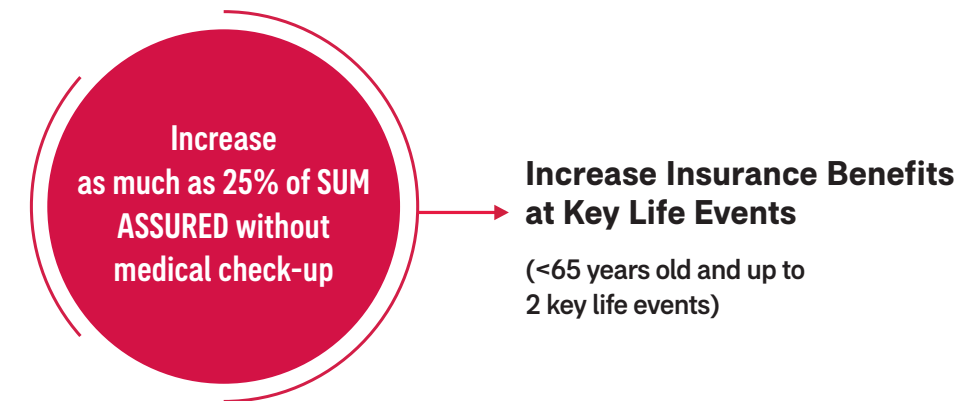 Increase
as much as 25% of SUM
ASSURED without
medical check-up
Increase Insurance Benefits
at Key Life Events
(<65 years old and up to
2 key life events)